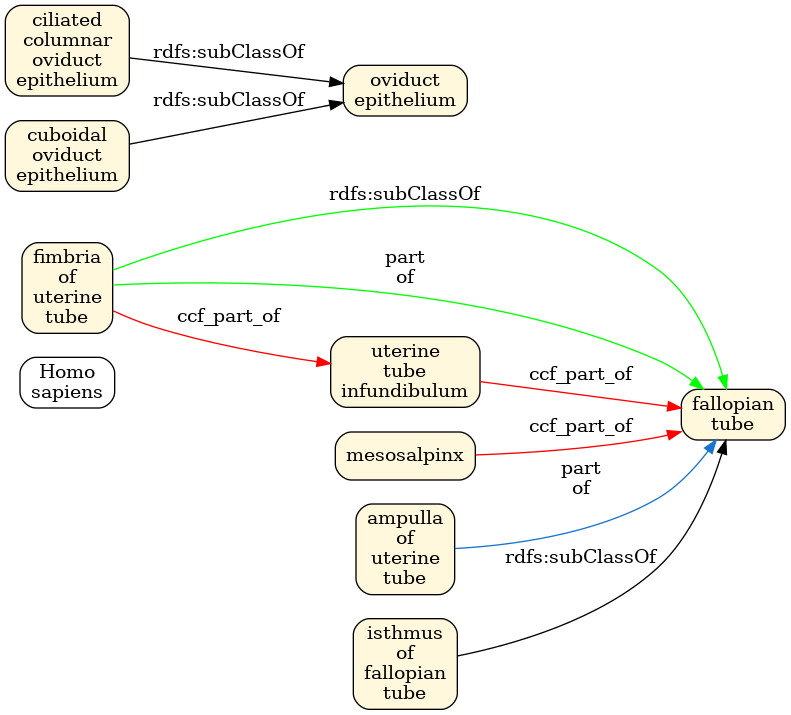 ciliated
columnar
oviduct
epithelium
rdfs:subClassOf
oviduct
epithelium
rdfs:subClassOf
cuboidal
oviduct
epithelium
rdfs:subClassOf
fimbria
of
uterine
tube
part
of
ccf_part_of
uterine
tube
infundibulum
Homo
sapiens
ccf_part_of
fallopian
tube
ccf_part_of
mesosalpinx
part
of
ampulla
of
uterine
tube
rdfs:subClassOf
isthmus
of
fallopian
tube